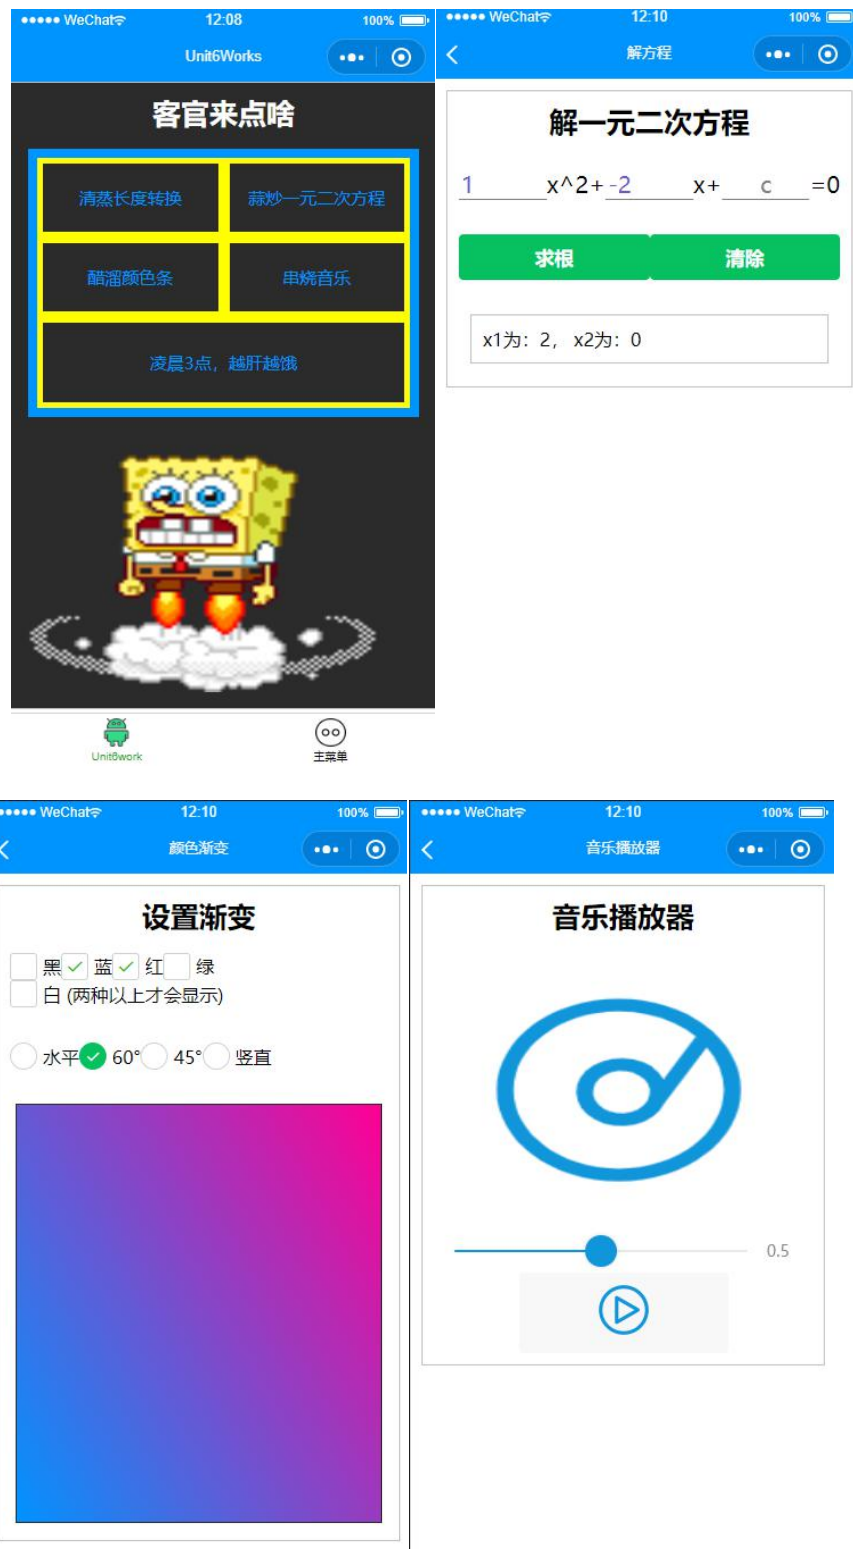 ●●●●● WeChat 12:08 100%
Unit6Works
客官来点啥
清蒸长度转换 蒜炒一元二次方程
醋溜颜色条 串烧音乐
凌晨3点，越肝越饿
Unit6work 主菜单
●●●●● WeChat 12:10 100%
解方程
解一元二次方程
1 x^2+ -2 x+ c =0
求根 清除
x1为：2， x2为：0
●●●●● WeChat 12:10 100%
颜色渐变
设置渐变
黑 蓝 红 绿
白 (两种以上才会显示)
水平 60° 45° 竖直
●●●●● WeChat 12:10 100%
音乐播放器
音乐播放器
0.5